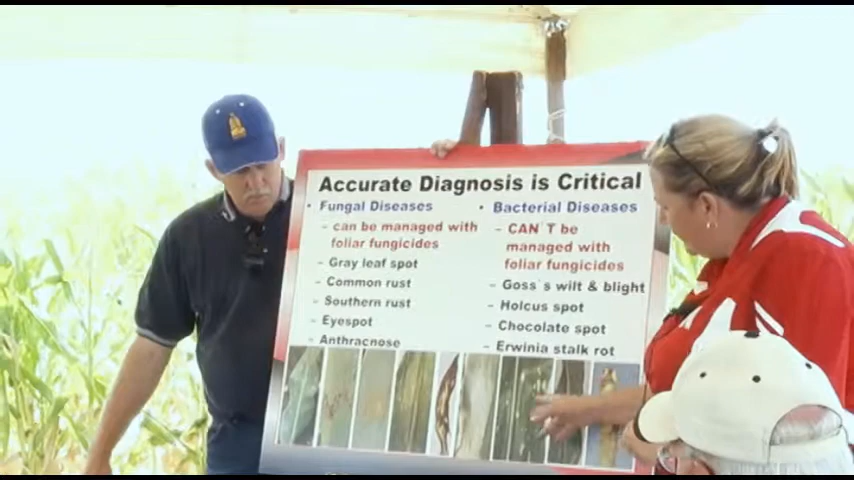 Accurate Diagnosis is Critical
• Fungal Diseases
– can be managed with
foliar fungicides
– Gray leaf spot
– Common rust
– Southern rust
– Eyespot
– Anthracnose
• Bacterial Diseases
– CAN`T be
managed with
foliar fungicides
– Goss`s wilt & blight
– Holcus spot
– Chocolate spot
– Erwinia stalk rot